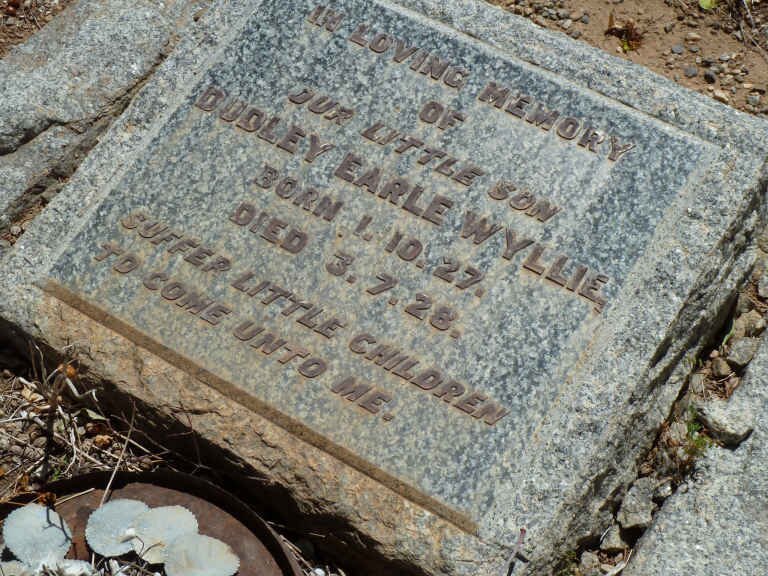 IN LOVING MEMORY
OF
OUR LITTLE SON
DUDLEY EARLE WYLLIE,
BORN 1.10.27.
DIED 3.7.28.
SUFFER LITTLE CHILDREN
TO COME UNTO ME.